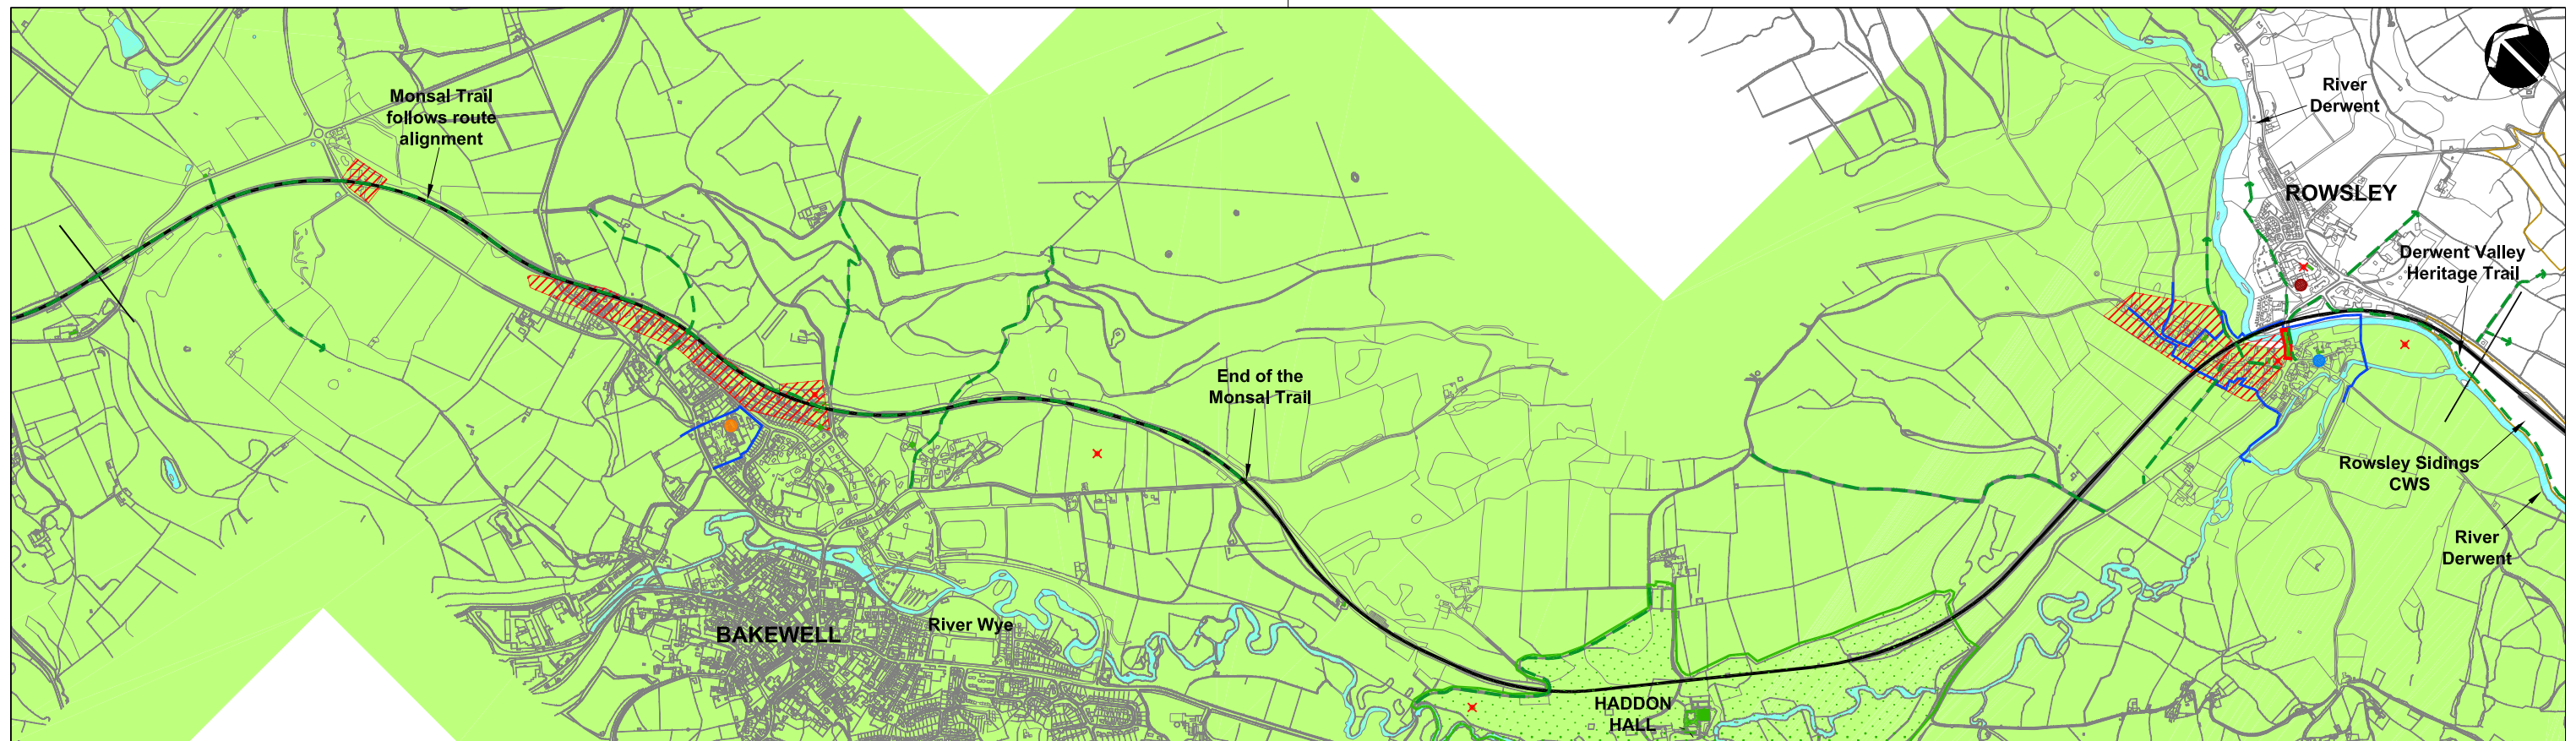 Monsal Trail
follows route
alignment
River
Derwent
ROWSLEY
Derwent Valley
Heritage Trail
End of the
Monsal Trail
Rowsley Sidings
CWS
River
Derwent
River Wye
BAKEWELL
HADDON
HALL